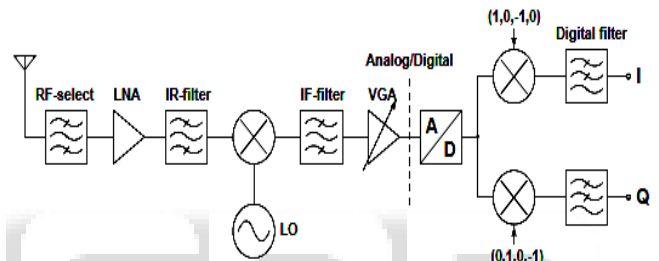 (1,0,-1,0)
Digital filter
Analog/Digital
RF-select
LNA
IR-filter
IF-filter
VGA
A
D
I
LO
Q
(0,1,0,-1)